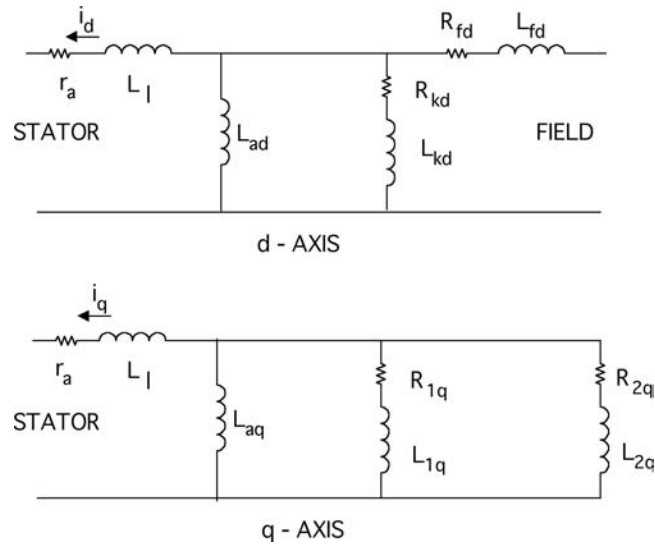 i_d
R_fd L_fd
r_a L_l
R_kd
STATOR L_ad FIELD
L_kd
d - AXIS
i_q
r_a L_l
R_1q R_2q
STATOR L_aq
L_1q L_2q
q - AXIS